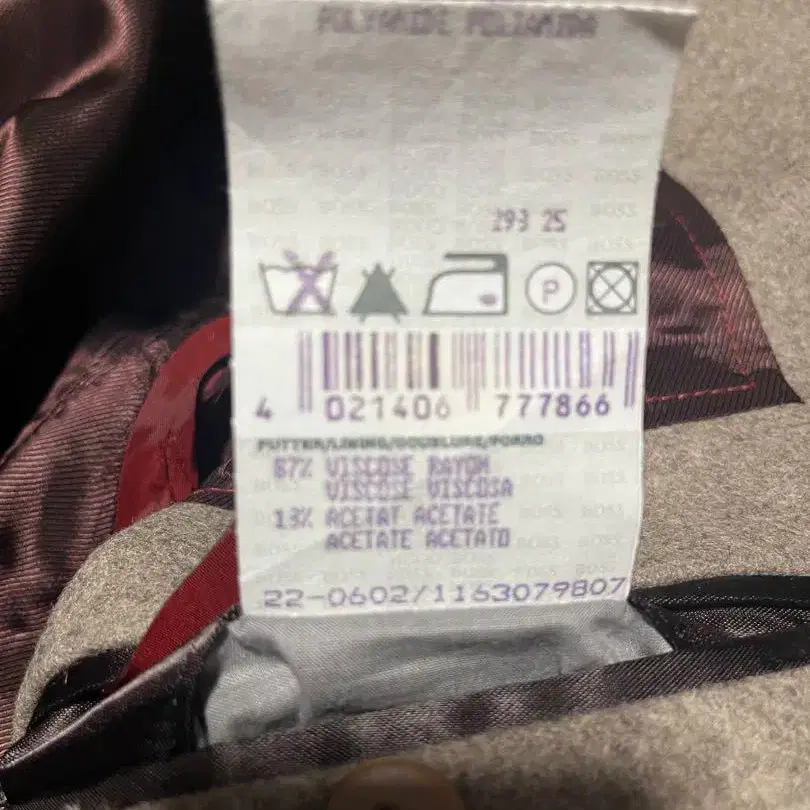 POLYAMIDE POLIAMIDA
293 25
P
4 021406 777866
FUTTER/LINING/DOUBLURE/FORRO
87% VISCOSE RAYON
VISCOSE VISCOSA
13% ACETAT ACETATE
ACETATE ACETATO
22-0602/1163079807